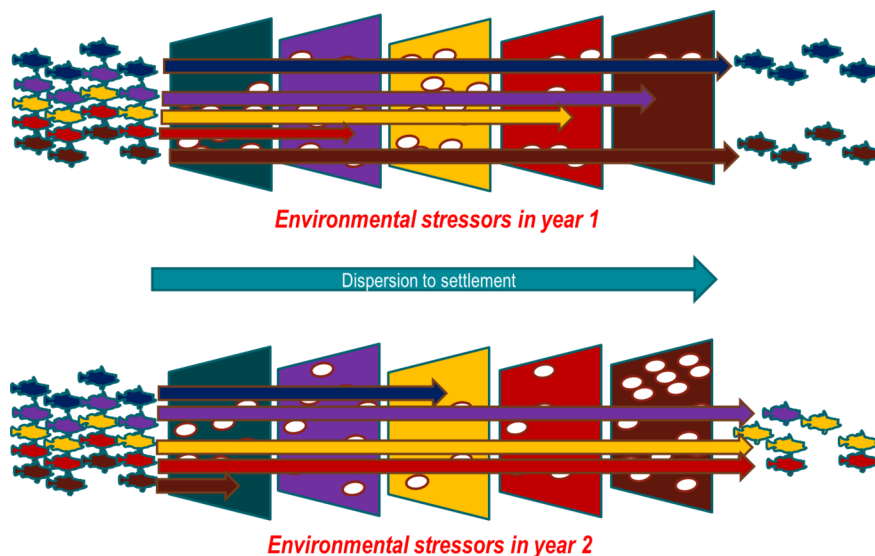 Environmental stressors in year 1
Dispersion to settlement
Environmental stressors in year 2